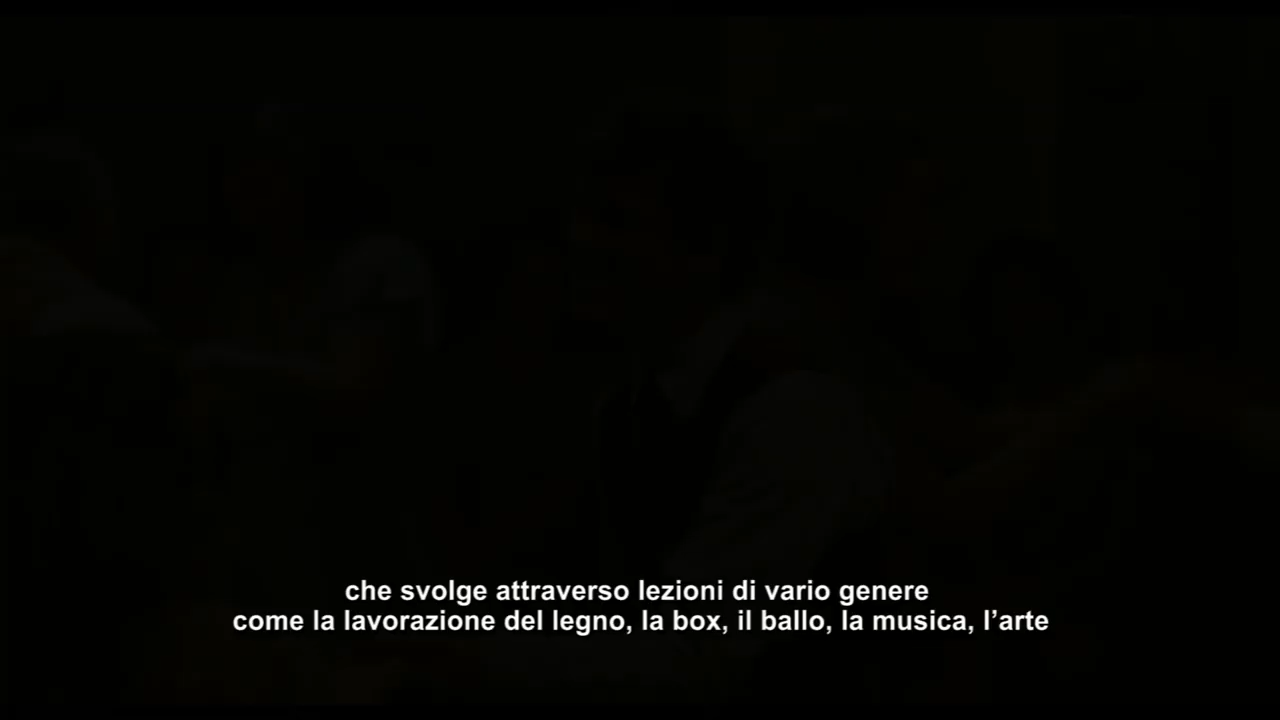 che svolge attraverso lezioni di vario genere
come la lavorazione del legno, la box, il ballo, la musica, l’arte